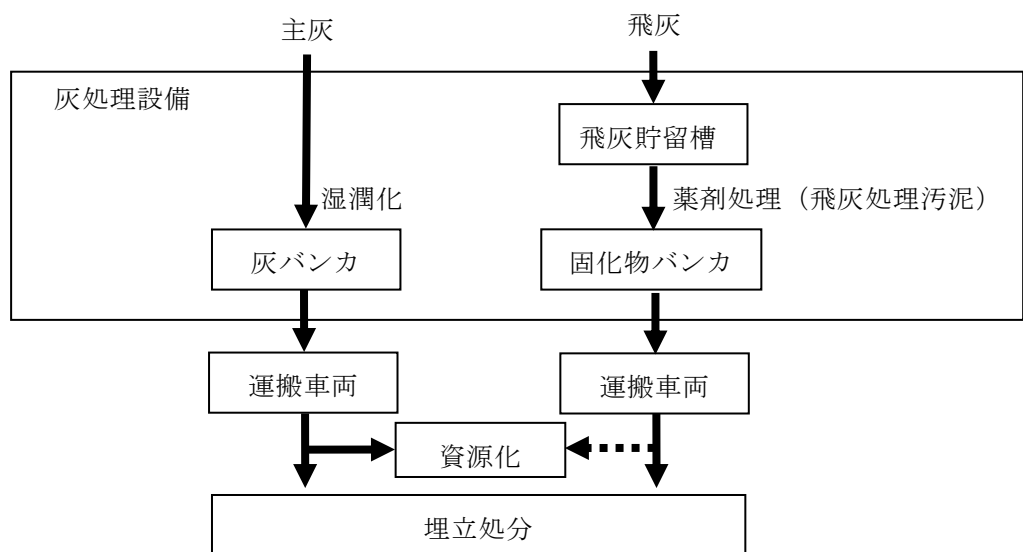 主灰
飛灰
灰処理設備
飛灰貯留槽
湿潤化
薬剤処理（飛灰処理汚泥）
灰バンカ
固化物バンカ
運搬車両
運搬車両
資源化
埋立処分